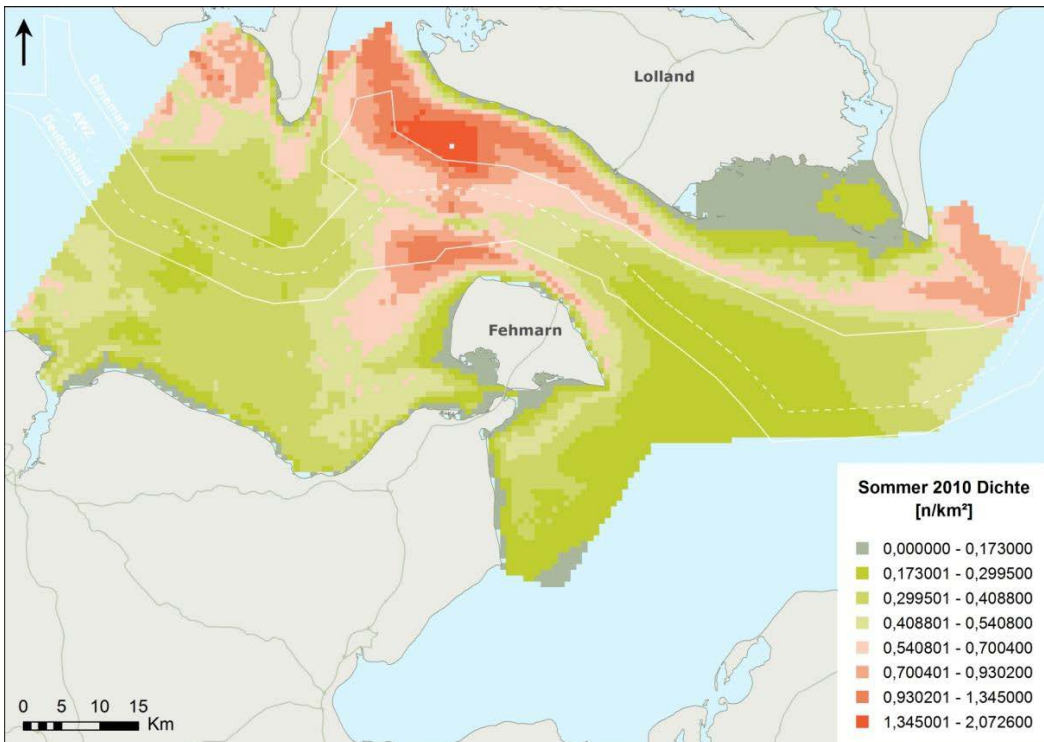 Lolland
Dänemark
AWZ
Deutschland
Fehmarn
Sommer 2010 Dichte
[n/km²]
0,000000 - 0,173000
0,173001 - 0,299500
0,299501 - 0,408800
0,408801 - 0,540800
0,540801 - 0,700400
0,700401 - 0,930200
0,930201 - 1,345000
1,345001 - 2,072600
0 5 10 15
Km